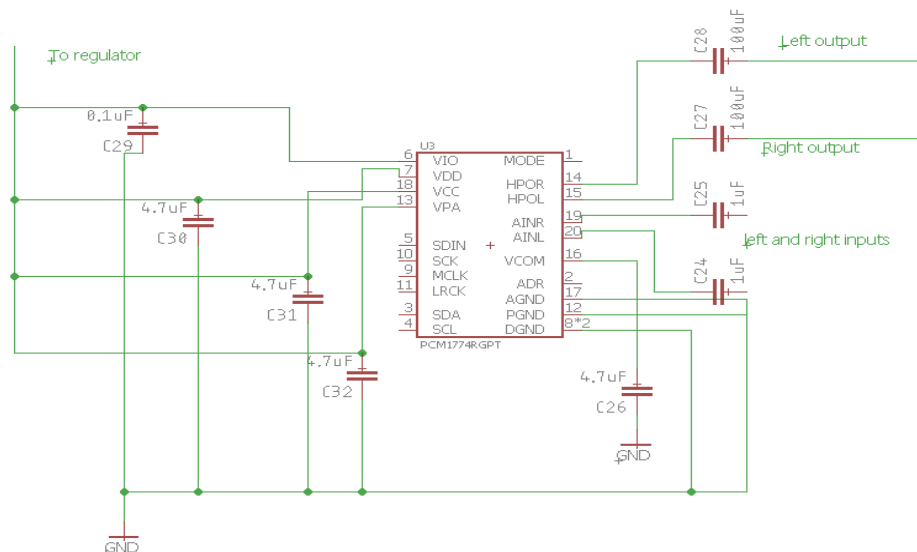 To regulator
0.1uF
C29
4.7uF
C30
4.7uF
C31
4.7uF
C32
U3
6 VIO MODE 1
7 VDD
18 VCC HPOR 14
13 VPA HPOL 15
AINR 19
5 SDIN AINL 20
10 SCK VCOM 16
9 MCLK ADR 2
11 LRCK AGND 17
3 SDA PGND 12
4 SCL DGND 8*2
PCM1774RGPT
C28
100uF
Left output
C27
100uF
Right output
C25
1uF
left and right inputs
C24
1uF
4.7uF
C26
GND
GND